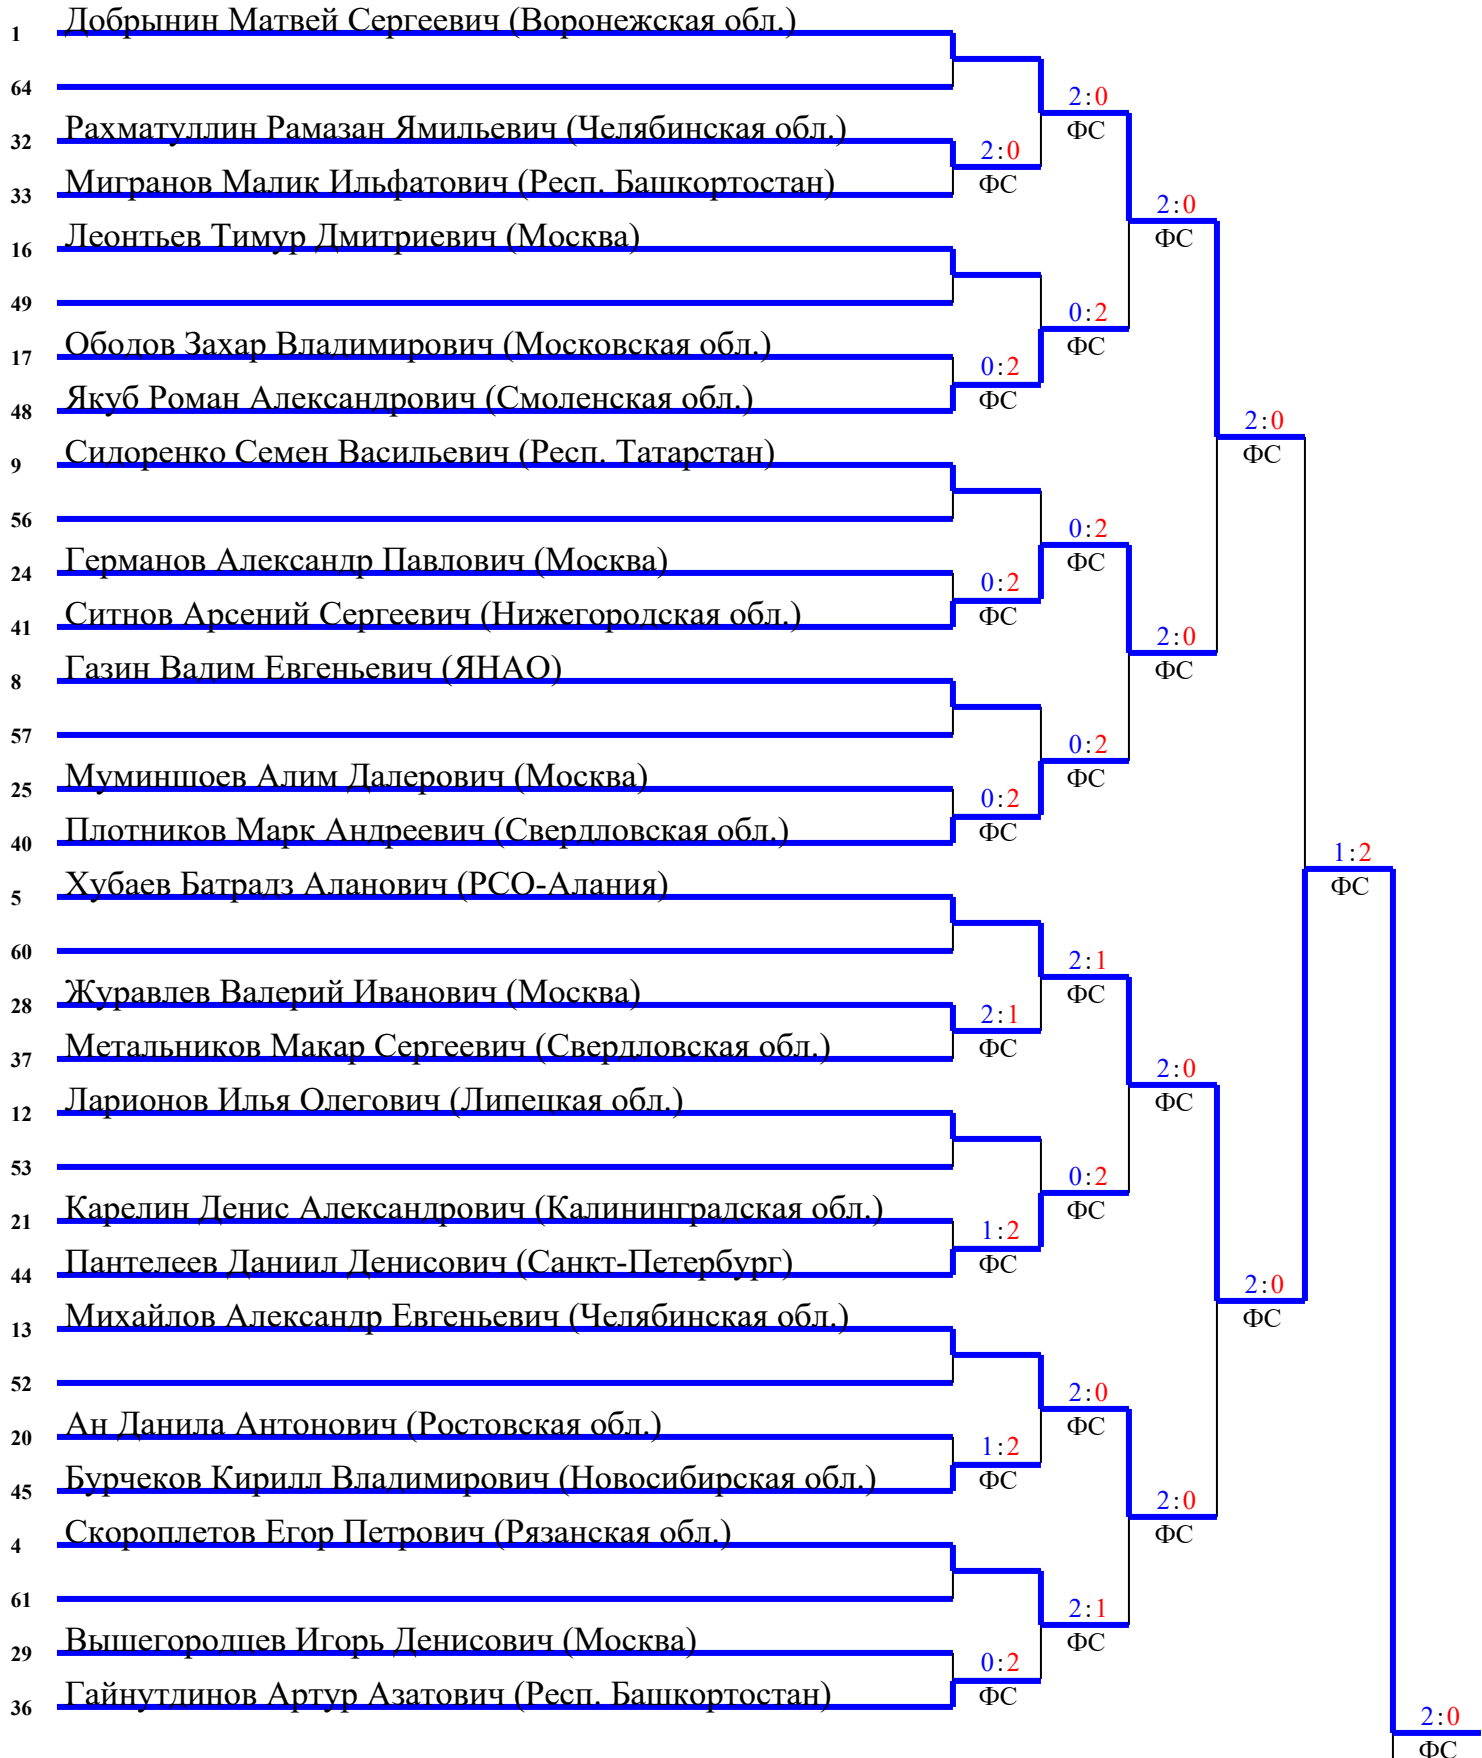 1 Добрынин Матвей Сергеевич (Воронежская обл.)
64
2:0
ФС
32 Рахматуллин Рамазан Ямильевич (Челябинская обл.)
2:0
ФС
33 Мигранов Малик Ильфатович (Респ. Башкортостан)
2:0
ФС
16 Леонтьев Тимур Дмитриевич (Москва)
49
0:2
ФС
17 Ободов Захар Владимирович (Московская обл.)
0:2
ФС
48 Якуб Роман Александрович (Смоленская обл.)
2:0
ФС
9 Сидоренко Семен Васильевич (Респ. Татарстан)
56
0:2
ФС
24 Германов Александр Павлович (Москва)
0:2
ФС
41 Ситнов Арсений Сергеевич (Нижегородская обл.)
2:0
ФС
8 Газин Вадим Евгеньевич (ЯНАО)
57
0:2
ФС
25 Муминшоев Алим Далерович (Москва)
0:2
ФС
40 Плотников Марк Андреевич (Свердловская обл.)
1:2
ФС
5 Хубаев Батрадз Аланович (РСО-Алания)
60
2:1
ФС
28 Журавлев Валерий Иванович (Москва)
2:1
ФС
37 Метальников Макар Сергеевич (Свердловская обл.)
2:0
ФС
12 Ларионов Илья Олегович (Липецкая обл.)
53
0:2
ФС
21 Карелин Денис Александрович (Калининградская обл.)
1:2
ФС
44 Пантелеев Даниил Денисович (Санкт-Петербург)
2:0
ФС
13 Михайлов Александр Евгеньевич (Челябинская обл.)
52
2:0
ФС
20 Ан Данила Антонович (Ростовская обл.)
1:2
ФС
45 Бурчеков Кирилл Владимирович (Новосибирская обл.)
2:0
ФС
4 Скороплетов Егор Петрович (Рязанская обл.)
61
2:1
ФС
29 Вышегородцев Игорь Денисович (Москва)
0:2
ФС
36 Гайнутдинов Артур Азатович (Респ. Башкортостан)
2:0
ФС